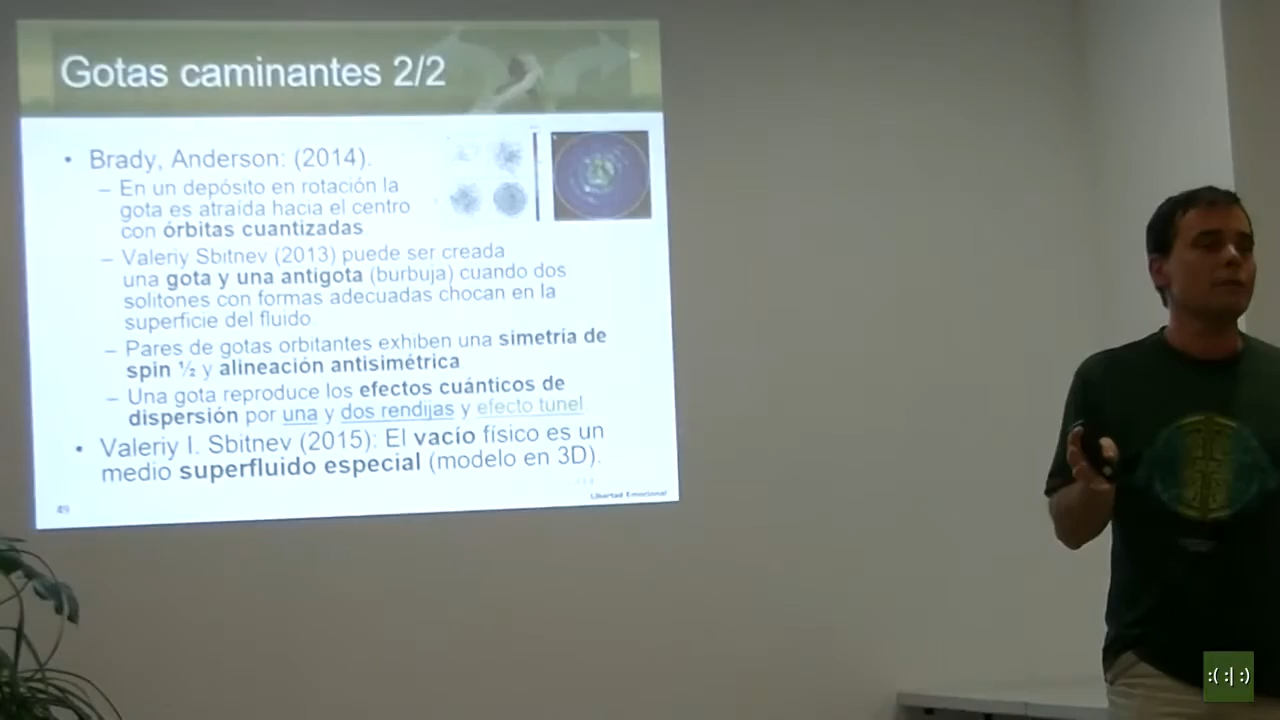 Gotas caminantes 2/2
• Brady, Anderson: (2014).
– En un depósito en rotación la
gota es atraída hacia el centro
con órbitas cuantizadas
– Valeriy Sbitnev (2013) puede ser creada
una gota y una antigota (burbuja) cuando dos
solitones con formas adecuadas chocan en la
superficie del fluido
– Pares de gotas orbitantes exhiben una simetría de
spin ½ y alineación antisimétrica
– Una gota reproduce los efectos cuánticos de
dispersión por una y dos rendijas y efecto tunel
• Valeriy I. Sbitnev (2015): El vacío físico es un
medio superfluido especial (modelo en 3D).
49
Libertad Emocional
:( :| :)